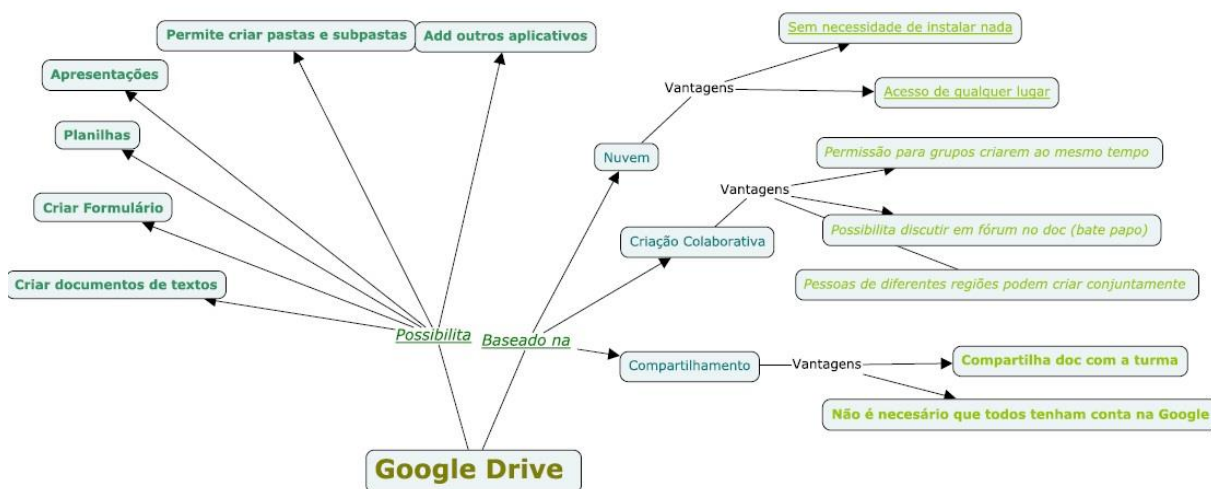 Sem necessidade de instalar nada
Permite criar pastas e subpastas
Add outros aplicativos
Apresentações
Vantagens
Acesso de qualquer lugar
Planilhas
Nuvem
Permissão para grupos criarem ao mesmo tempo
Vantagens
Criar Formulário
Possibilita discutir em fórum no doc (bate papo)
Criação Colaborativa
Criar documentos de textos
Pessoas de diferentes regiões podem criar conjuntamente
Possibilita
Baseado na
Compartilhamento
Vantagens
Compartilha doc com a turma
Não é necesário que todos tenham conta na Google
Google Drive